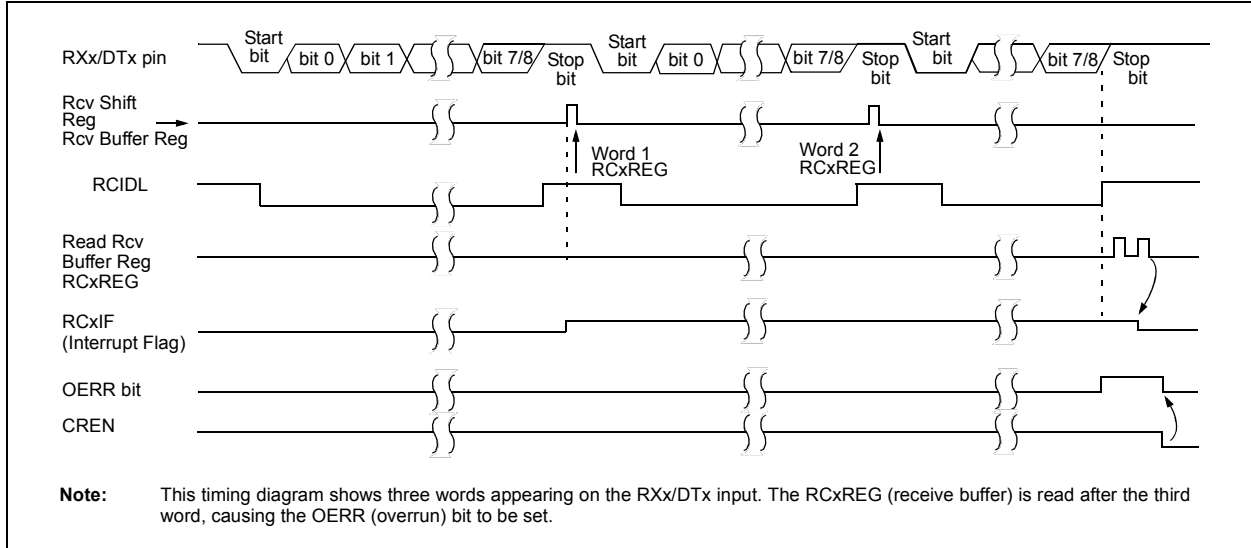 Start
bit
bit 0
bit 1
bit 7/8
Stop
bit
Start
bit
bit 0
bit 7/8
Stop
bit
Start
bit
bit 7/8
Stop
bit
RXx/DTx pin
Rcv Shift
Reg
Rcv Buffer Reg
Word 1
RCxREG
Word 2
RCxREG
RCIDL
Read Rcv
Buffer Reg
RCxREG
RCxIF
(Interrupt Flag)
OERR bit
CREN
Note: This timing diagram shows three words appearing on the RXx/DTx input. The RCxREG (receive buffer) is read after the third
word, causing the OERR (overrun) bit to be set.